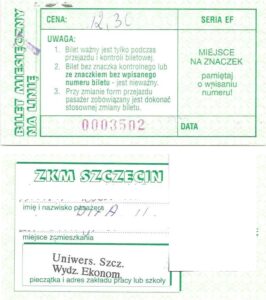 BILET MIESIĘCZNY
NA LINIĘ
CENA: 12,30
SERIA EF
UWAGA:
1. Bilet ważny jest tylko podczas
przejazdu i kontroli biletowej.
2. Bilet bez znaczka kontrolnego lub
ze znaczkiem bez wpisanego
numeru biletu - jest nieważny.
3. Przy zmianie form przejazdu
pasażer zobowiązany jest dokonać
stosownej zmiany biletu.
0003502
MIEJSCE
NA ZNACZEK
pamiętaj
o wpisaniu
numeru!
DATA
ZKM SZCZECIN
imię i nazwisko pasażera
miejsce zamieszkania
Uniwers. Szcz.
Wydz. Ekonom.
pieczątka i adres zakładu pracy lub szkoły